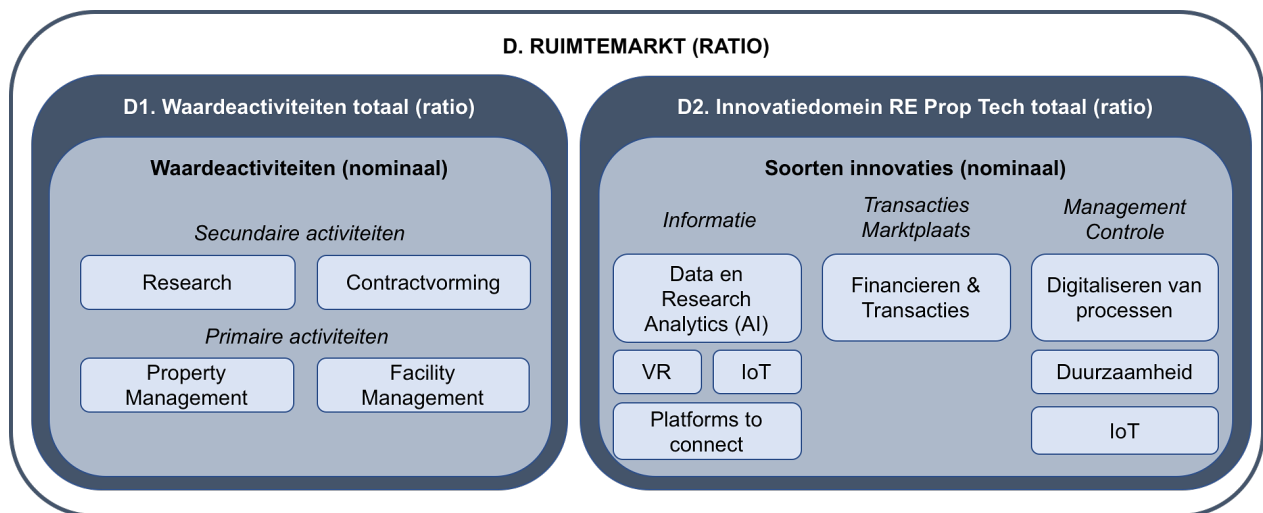 D. RUIMTEMARKT (RATIO)
D1. Waardeactiviteiten totaal (ratio)
Waardeactiviteiten (nominaal)
Secundaire activiteiten
Research
Contractvorming
Primaire activiteiten
Property
Management
Facility
Management
D2. Innovatiedomein RE Prop Tech totaal (ratio)
Soorten innovaties (nominaal)
Informatie
Data en
Research
Analytics (AI)
VR
IoT
Platforms to
connect
Transacties
Marktplaats
Financieren &
Transacties
Management
Controle
Digitaliseren van
processen
Duurzaamheid
IoT